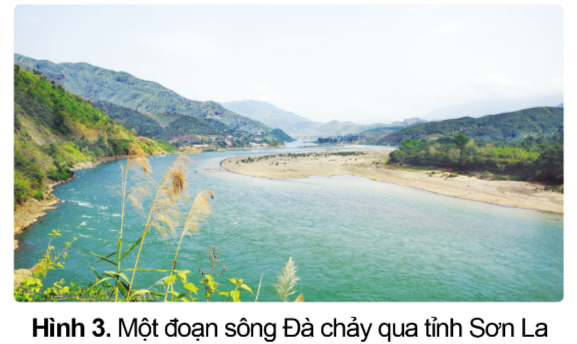 Hình 3. Một đoạn sông Đà chảy qua tỉnh Sơn La